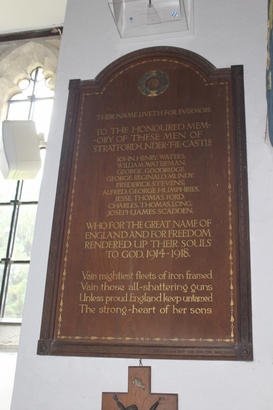 THEIR NAME LIVETH FOR EVERMORE
TO THE HONOURED MEM-
-ORY OF THESE MEN OF
STRATFORD-UNDER-THE-CASTLE
JOHN HENRY WATERS,
WILLIAM WATERMAN,
GEORGE GOODRIDGE,
GEORGE REGINALD MUNDY,
FREDERICK STEVENS,
ALFRED GEORGE HUMPHRIES,
JESSE THOMAS FORD,
CHARLES THOMAS LONG,
JOSEPH JAMES SCADDEN,
WHO FOR THE GREAT NAME OF
ENGLAND AND FOR FREEDOM
RENDERED UP THEIR SOULS
TO GOD, 1914-1918.
Vain mightiest fleets of iron framed
Vain those all-shattering guns
Unless proud England keep untamed
The strong-heart of her sons